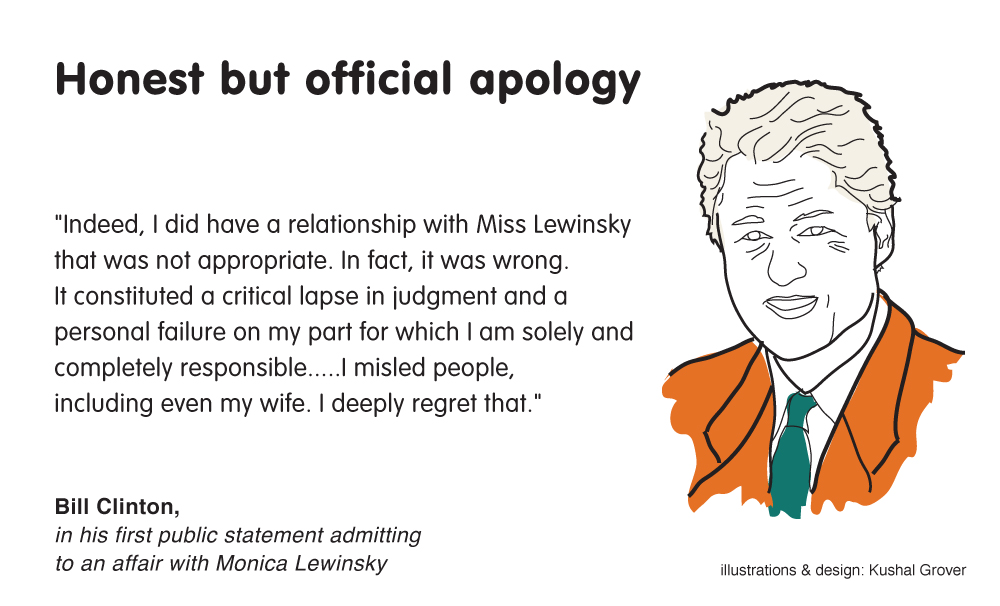 Honest but official apology
"Indeed, I did have a relationship with Miss Lewinsky
that was not appropriate. In fact, it was wrong.
It constituted a critical lapse in judgment and a
personal failure on my part for which I am solely and
completely responsible.....I misled people,
including even my wife. I deeply regret that."
Bill Clinton,
in his first public statement admitting
to an affair with Monica Lewinsky
illustrations & design: Kushal Grover